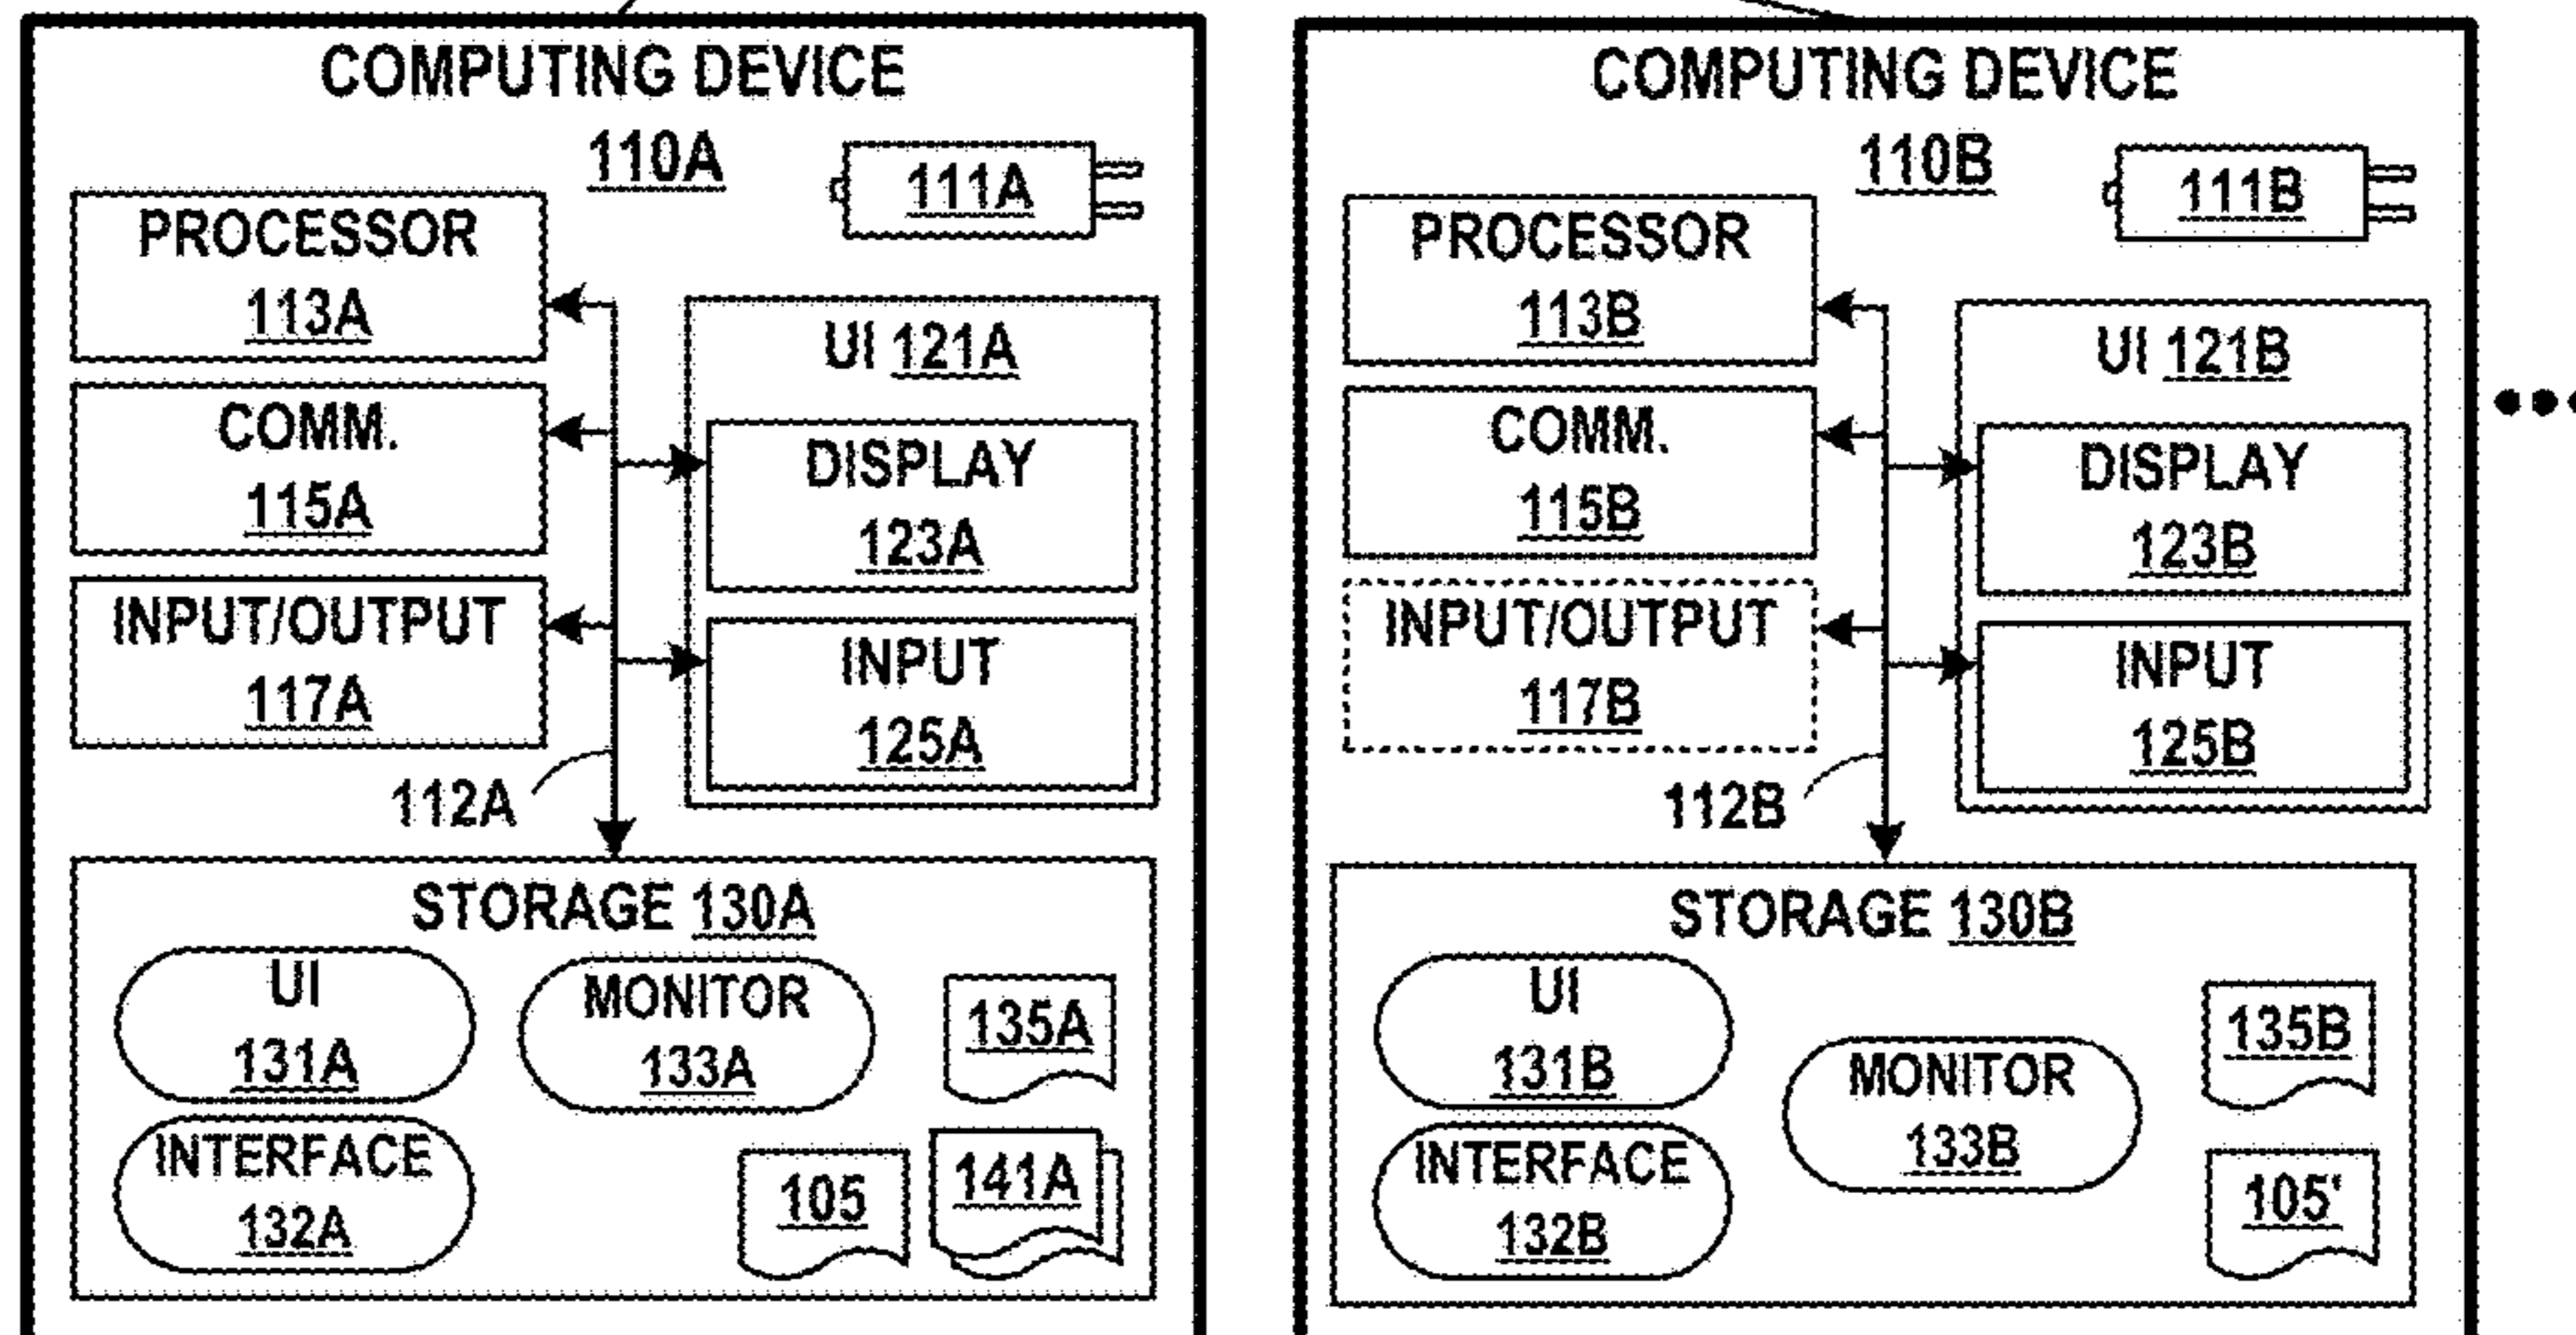 COMPUTING DEVICE
110A
111A
PROCESSOR
113A
COMM.
115A
INPUT/OUTPUT
117A
UI 121A
DISPLAY
123A
INPUT
125A
112A
STORAGE 130A
UI
131A
MONITOR
133A
135A
INTERFACE
132A
105
141A
COMPUTING DEVICE
110B
111B
PROCESSOR
113B
COMM.
115B
INPUT/OUTPUT
117B
UI 121B
DISPLAY
123B
INPUT
125B
112B
STORAGE 130B
UI
131B
MONITOR
133B
135B
INTERFACE
132B
105'